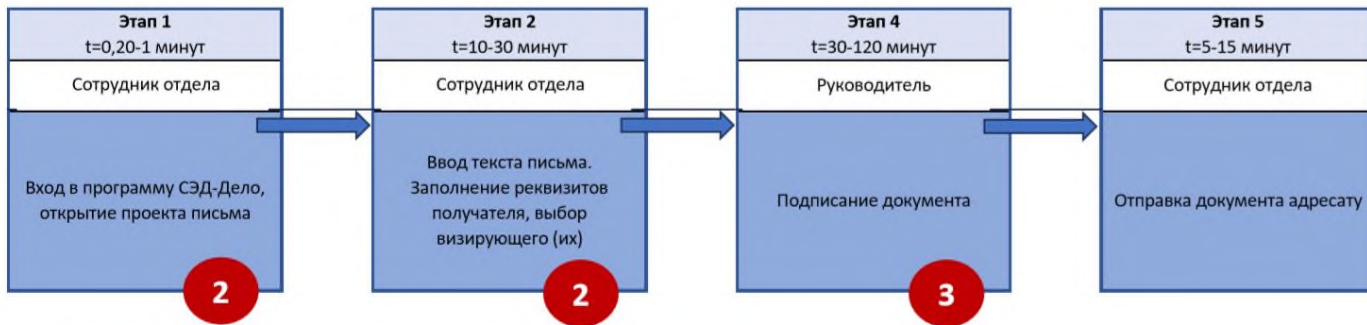 Этап 1
t=0,20-1 минут
Сотрудник отдела
Вход в программу СЭД-Дело,
открытие проекта письма
2
Этап 2
t=10-30 минут
Сотрудник отдела
Ввод текста письма.
Заполнение реквизитов
получателя, выбор
визирующего (их)
2
Этап 4
t=30-120 минут
Руководитель
Подписание документа
3
Этап 5
t=5-15 минут
Сотрудник отдела
Отправка документа адресату